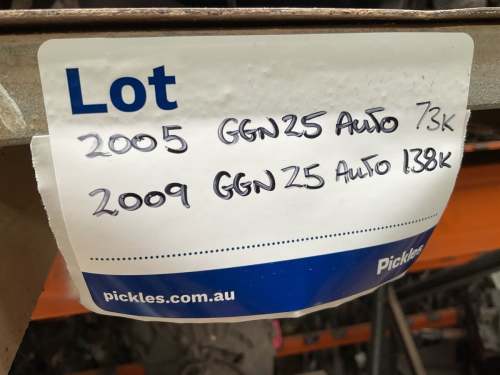 Lot
2005 GGN25 AUTO 73K
2009 GGN25 AUTO 138K
Pickles
pickles.com.au